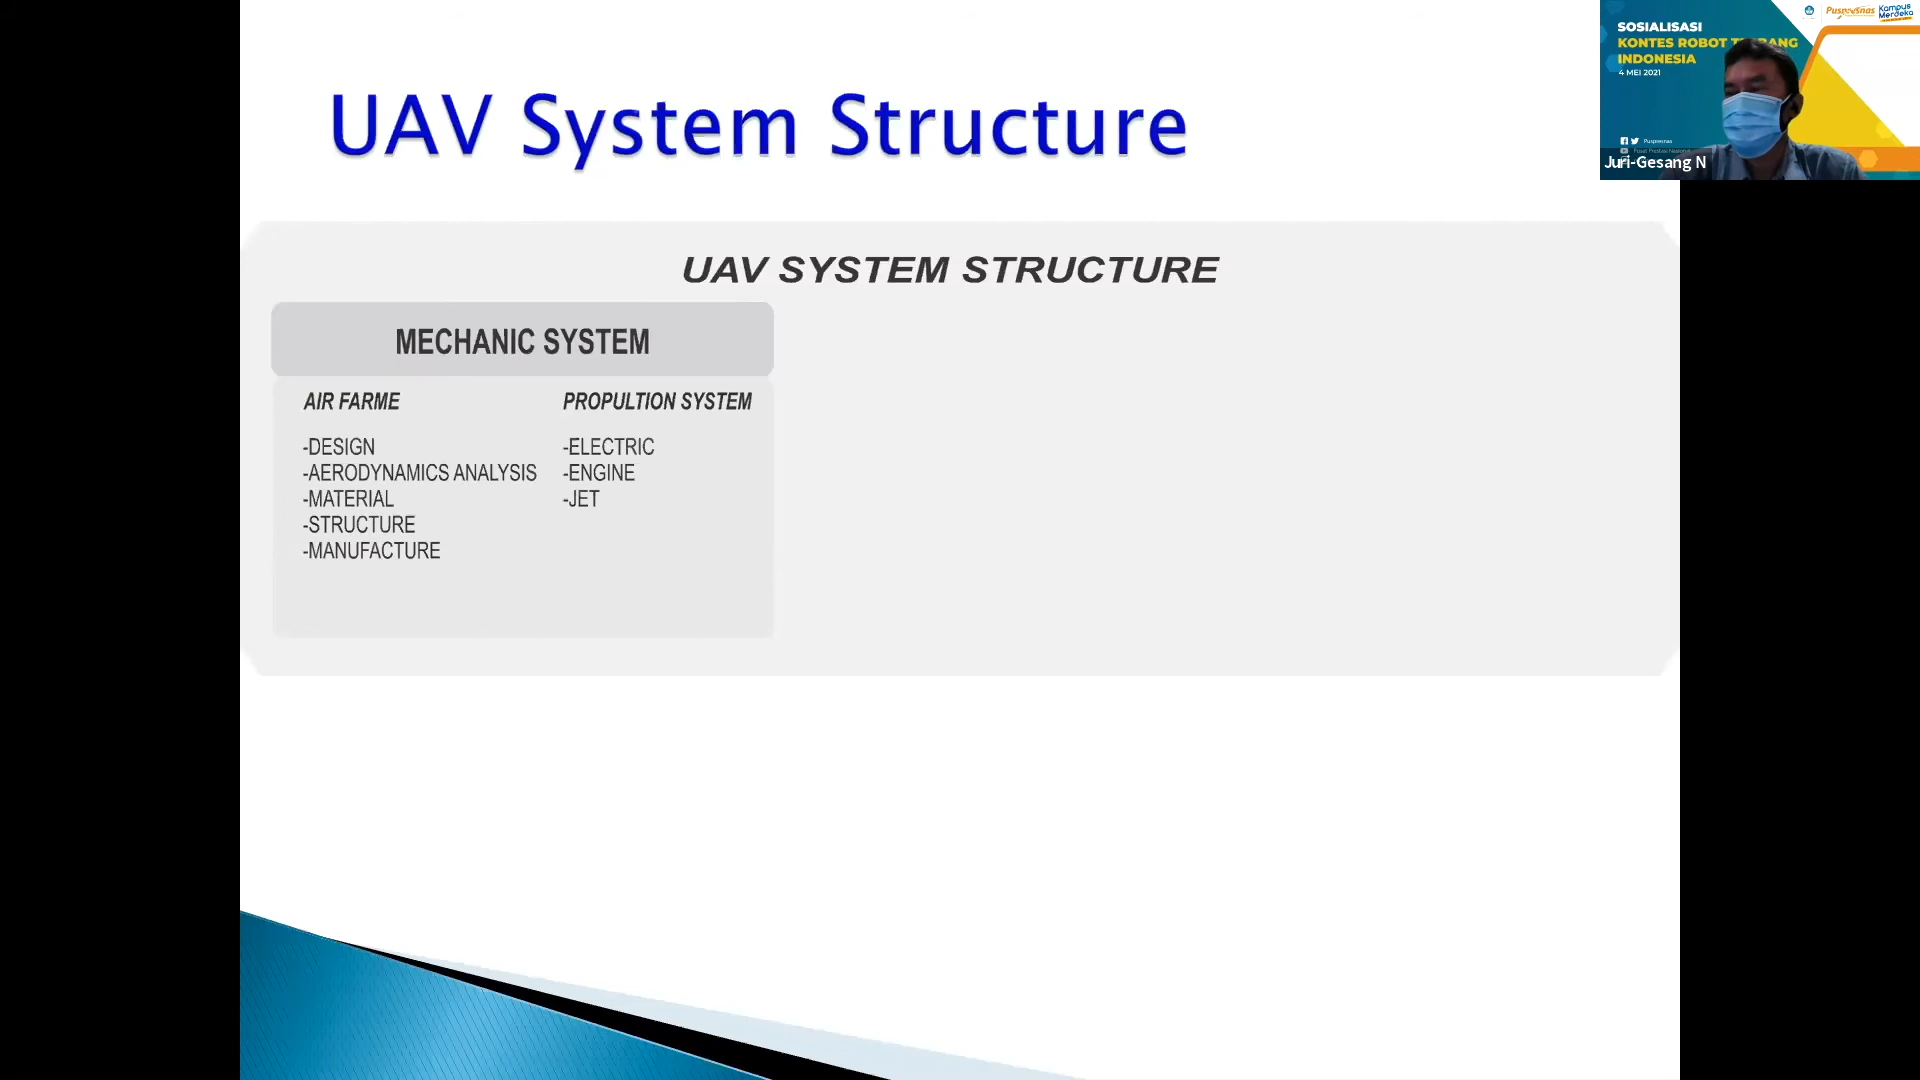 UAV System Structure
UAV SYSTEM STRUCTURE
MECHANIC SYSTEM
AIR FARME
-DESIGN
-AERODYNAMICS ANALYSIS
-MATERIAL
-STRUCTURE
-MANUFACTURE
PROPULTION SYSTEM
-ELECTRIC
-ENGINE
-JET
Puspresnas
Kampus
Merdeka
SOSIALISASI
KONTES ROBOT ANG
INDONESIA
4 MEI 2021
Puspresnas
Pusat Prestasi Nasional
Juri-Gesang N